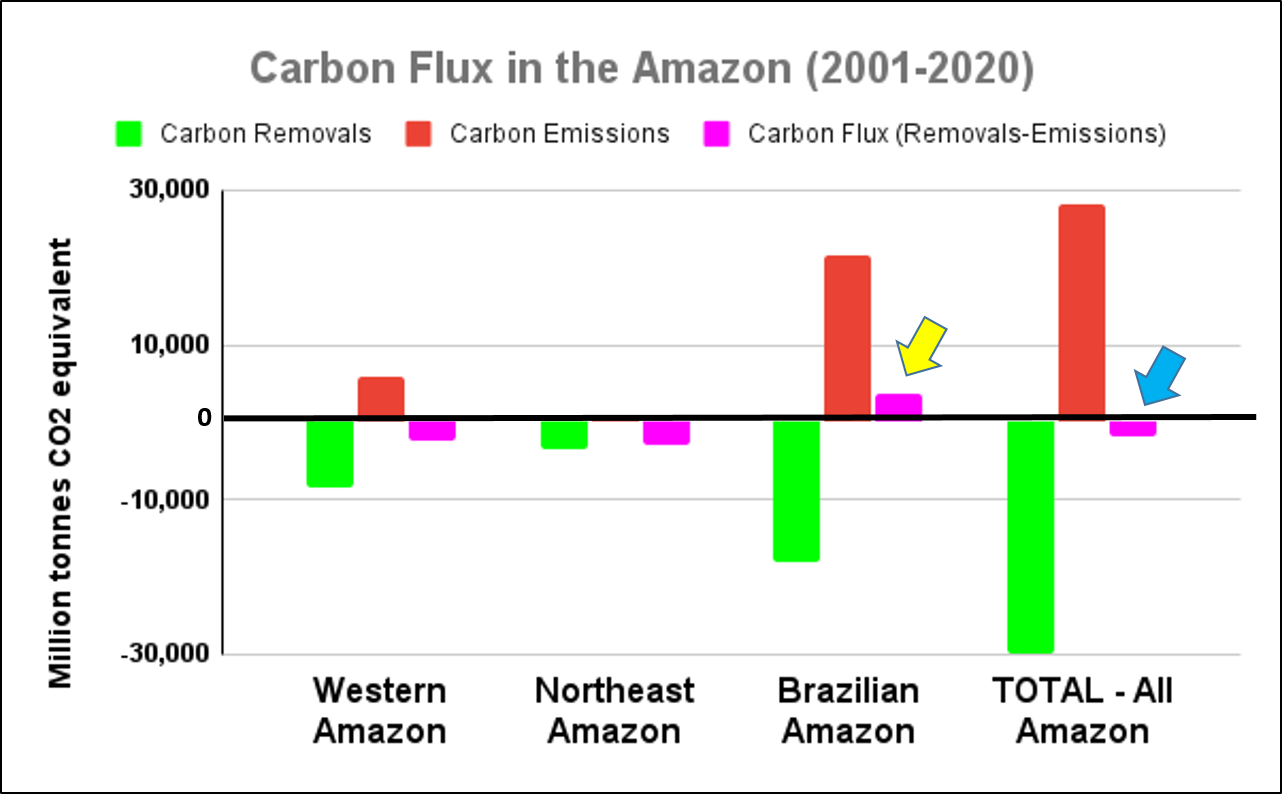 Carbon Flux in the Amazon (2001-2020)
Carbon Removals
Carbon Emissions
Carbon Flux (Removals-Emissions)
Million tonnes CO2 equivalent
30,000
10,000
0
-10,000
-30,000
Western
Amazon
Northeast
Amazon
Brazilian
Amazon
TOTAL - All
Amazon